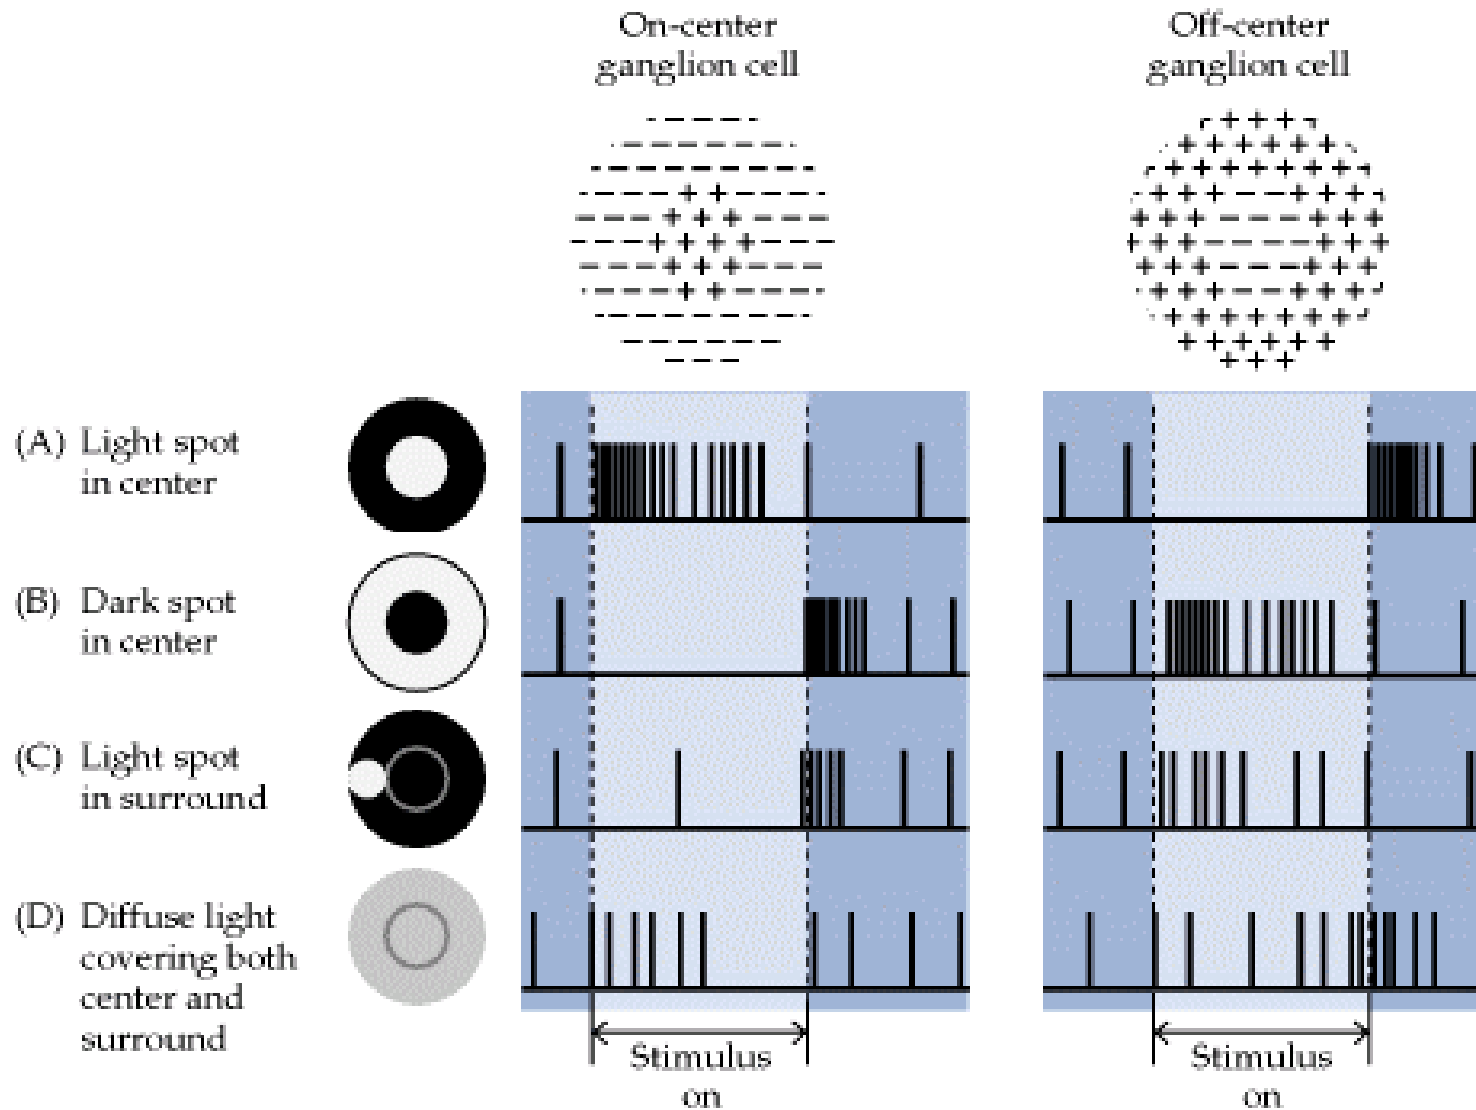 On-center
ganglion cell
Off-center
ganglion cell
(A) Light spot
in center
(B) Dark spot
in center
(C) Light spot
in surround
(D) Diffuse light
covering both
center and
surround
Stimulus
on
Stimulus
on